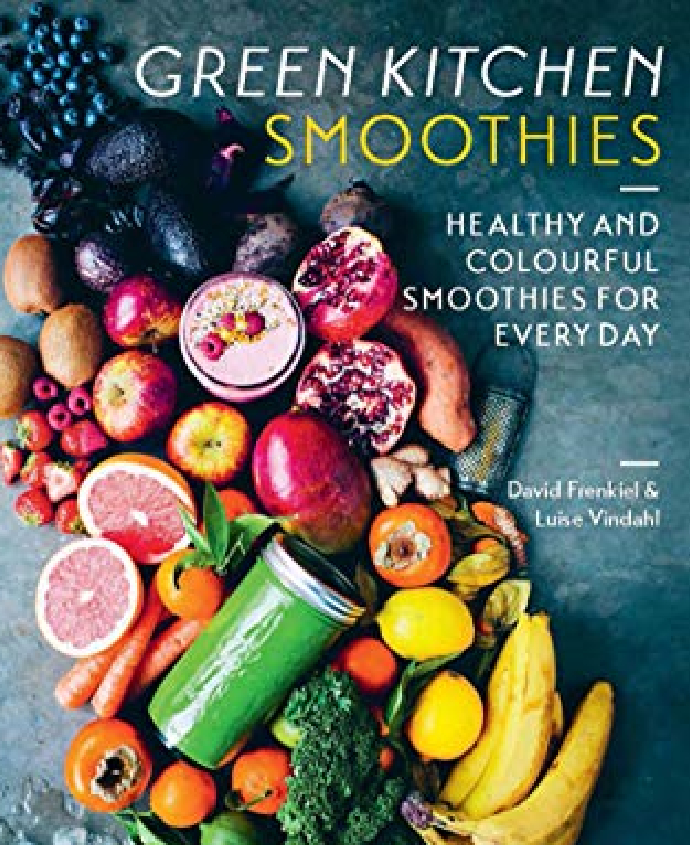 GREEN KITCHEN
SMOOTHIES
HEALTHY AND
COLOURFUL
SMOOTHIES FOR
EVERY DAY
David Frenkiel &
Luise Vindahl